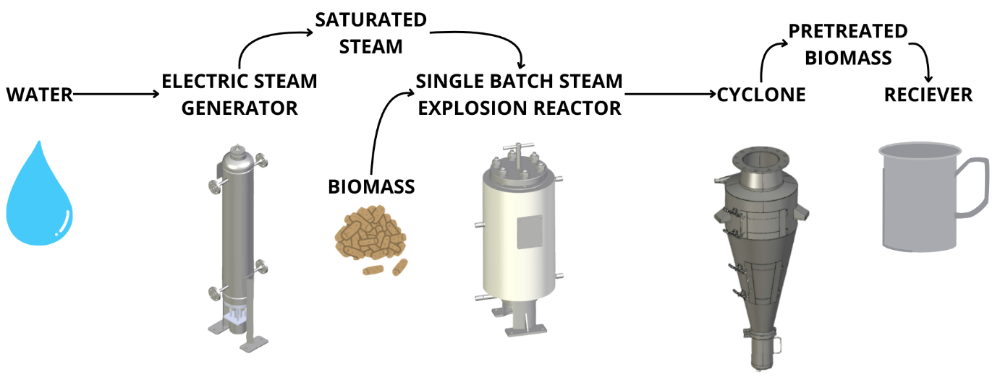 SATURATED
STEAM
PRETREATED
BIOMASS
WATER
ELECTRIC STEAM
GENERATOR
SINGLE BATCH STEAM
EXPLOSION REACTOR
CYCLONE
RECIEVER
BIOMASS